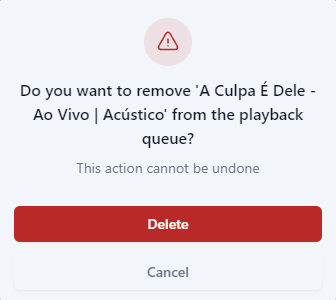 Do you want to remove 'A Culpa É Dele -
Ao Vivo | Acústico' from the playback
queue?
This action cannot be undone
Delete
Cancel